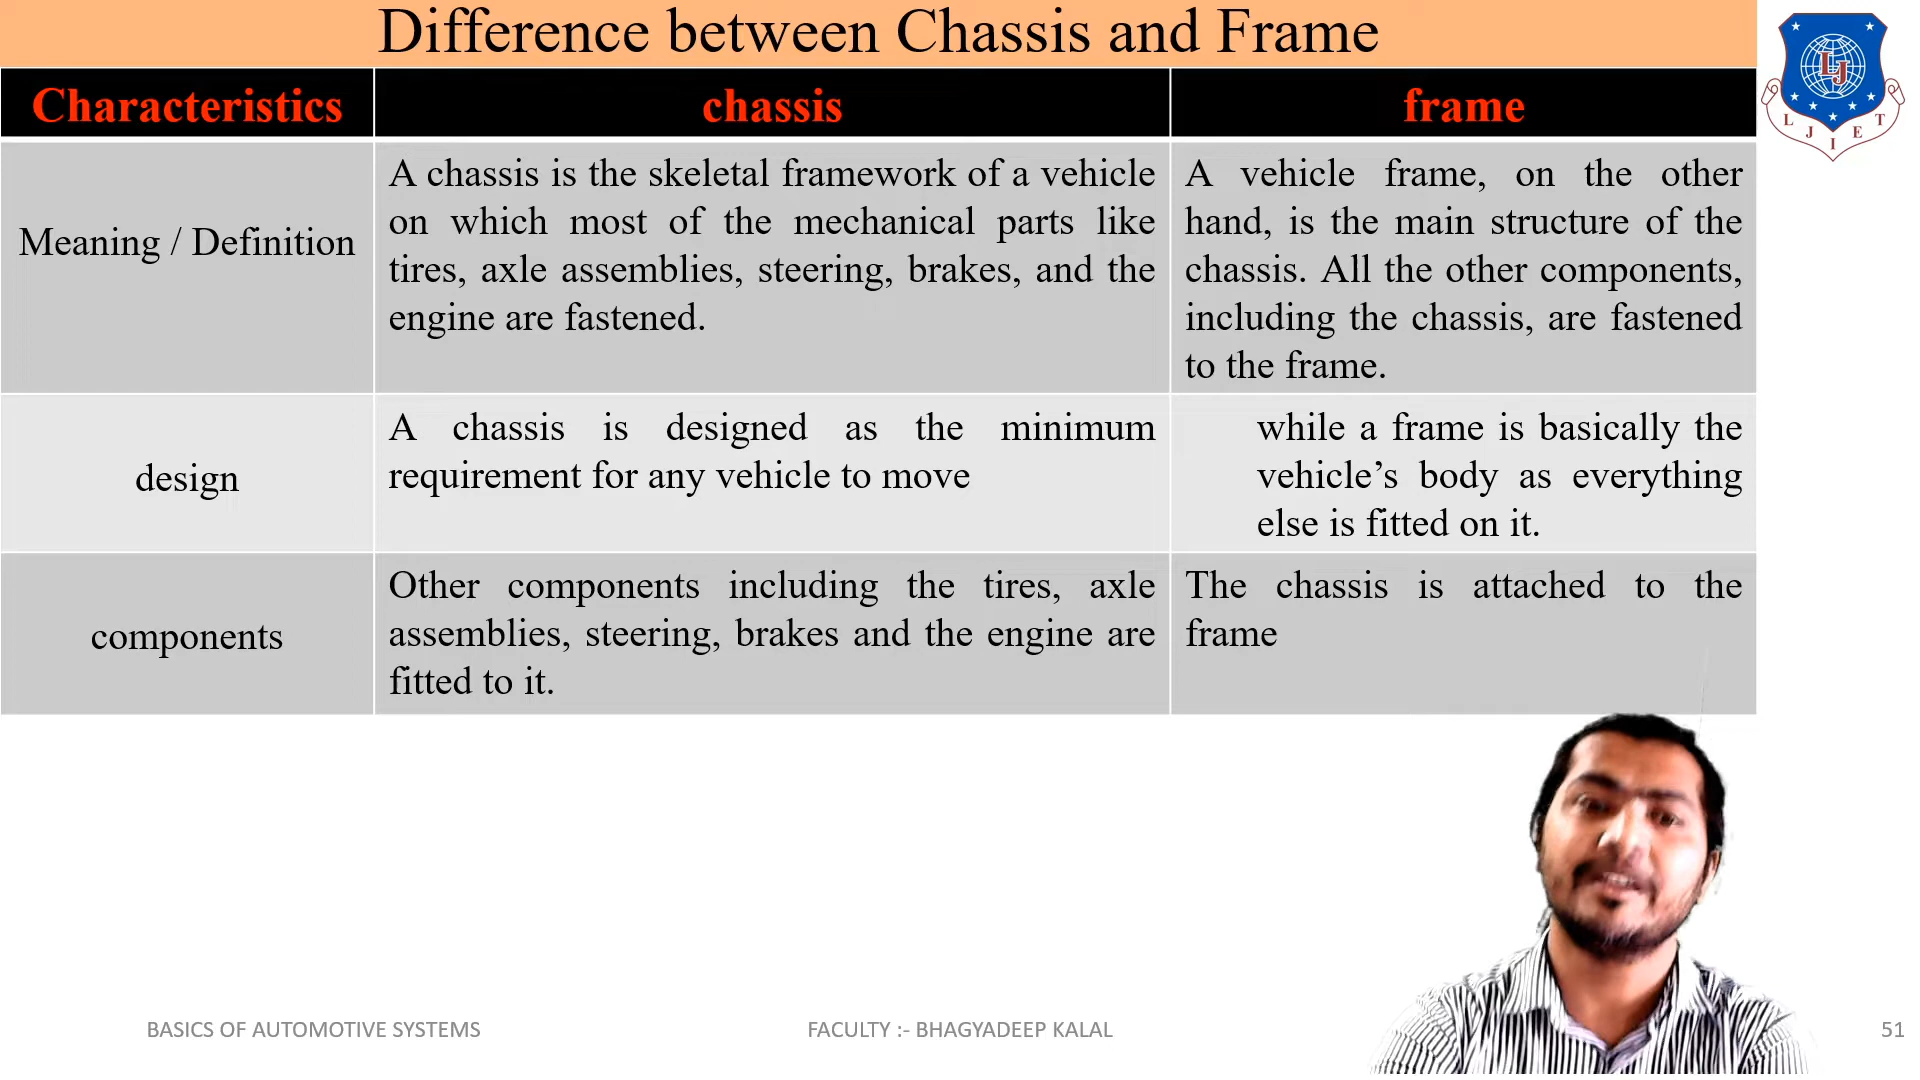 Difference between Chassis and Frame
Characteristics
chassis
frame
Meaning / Definition
A chassis is the skeletal framework of a vehicle
on which most of the mechanical parts like
tires, axle assemblies, steering, brakes, and the
engine are fastened.
A vehicle frame, on the other
hand, is the main structure of the
chassis. All the other components,
including the chassis, are fastened
to the frame.
design
A chassis is designed as the minimum
requirement for any vehicle to move
while a frame is basically the
vehicle’s body as everything
else is fitted on it.
components
Other components including the tires, axle
assemblies, steering, brakes and the engine are
fitted to it.
The chassis is attached to the
frame
LJ
L J I E T
BASICS OF AUTOMOTIVE SYSTEMS
FACULTY :- BHAGYADEEP KALAL
51